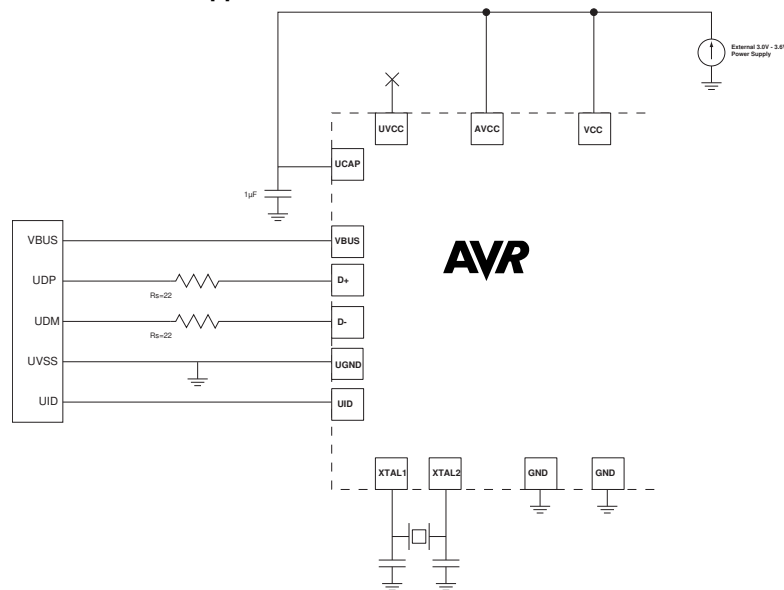 External 3.0V - 3.6V
Power Supply
UVCC
AVCC
VCC
UCAP
1µF
VBUS
VBUS
UDP
Rs=22
D+
UDM
Rs=22
D-
UVSS
UGND
UID
UID
AVR
XTAL1
XTAL2
GND
GND